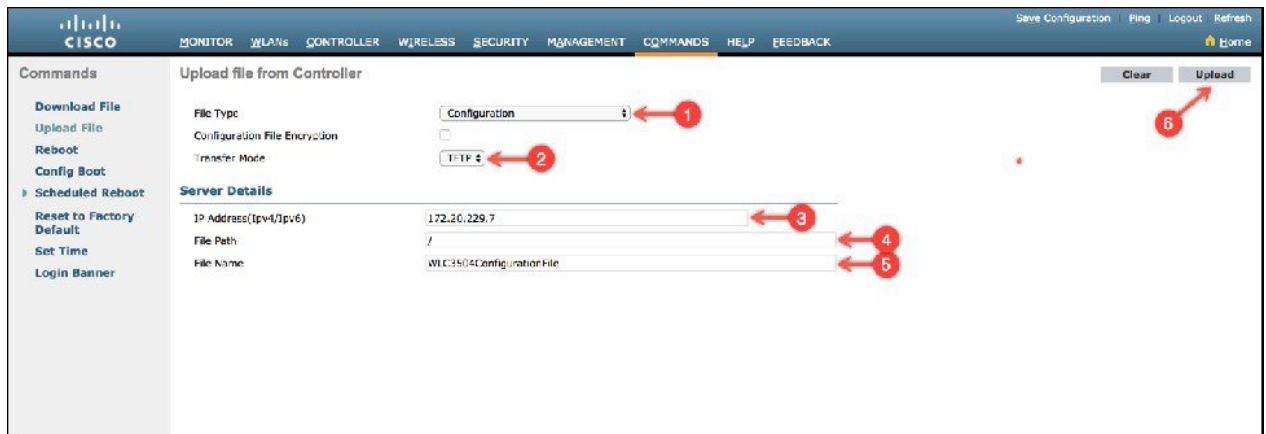 Save Configuration Ping Logout Refresh
CISCO MONITOR WLANs CONTROLLER WIRELESS SECURITY MANAGEMENT COMMANDS HELP FEEDBACK Home
Commands
Download File
Upload File
Reboot
Config Boot
Scheduled Reboot
Reset to Factory
Default
Set Time
Login Banner
Upload file from Controller
Clear Upload
File Type Configuration 1
Configuration File Encryption
Transfer Mode TFTP 2
6
Server Details
IP Address(Ipv4/Ipv6) 172.20.229.7 3
File Path / 4
File Name WLC3504ConfigurationFile 5